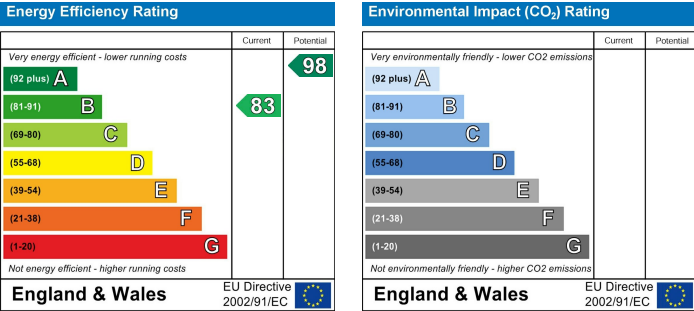 Energy Efficiency Rating
Current Potential
Very energy efficient - lower running costs
(92 plus) A
98
(81-91) B
83
(69-80) C
(55-68) D
(39-54) E
(21-38) F
(1-20) G
Not energy efficient - higher running costs
England & Wales
EU Directive
2002/91/EC
Environmental Impact (CO₂) Rating
Current Potential
Very environmentally friendly - lower CO2 emissions
(92 plus) A
(81-91) B
(69-80) C
(55-68) D
(39-54) E
(21-38) F
(1-20) G
Not environmentally friendly - higher CO2 emissions
England & Wales
EU Directive
2002/91/EC